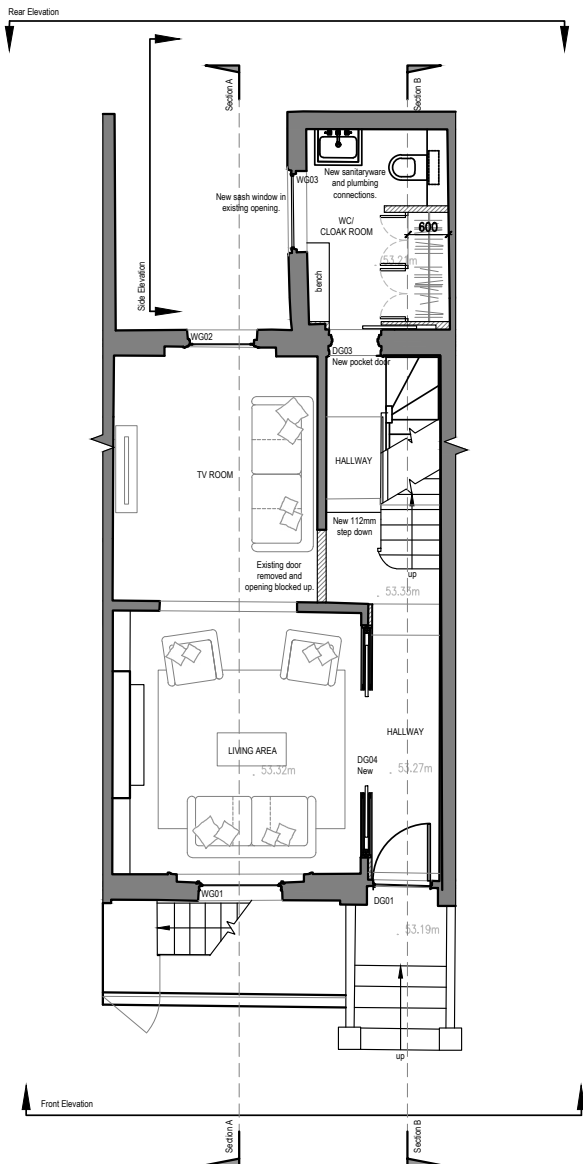 Rear Elevation
Section A
Section B
Side Elevation
WG03
New sanitaryware
and plumbing
connections.
New sash window in
existing opening.
WC/
CLOAK ROOM
600
53.21m
bench
WG02
DG03
New pocket door
TV ROOM
HALLWAY
New 112mm
step down
Existing door
removed and
opening blocked up.
up
53.33m
HALLWAY
LIVING AREA
53.32m
DG04
New
53.27m
WG01
DG01
53.19m
up
Front Elevation
Section A
Section B